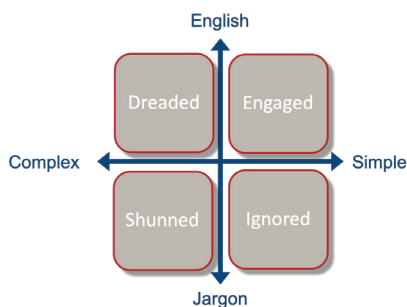 English
Dreaded
Engaged
Complex
Simple
Shunned
Ignored
Jargon